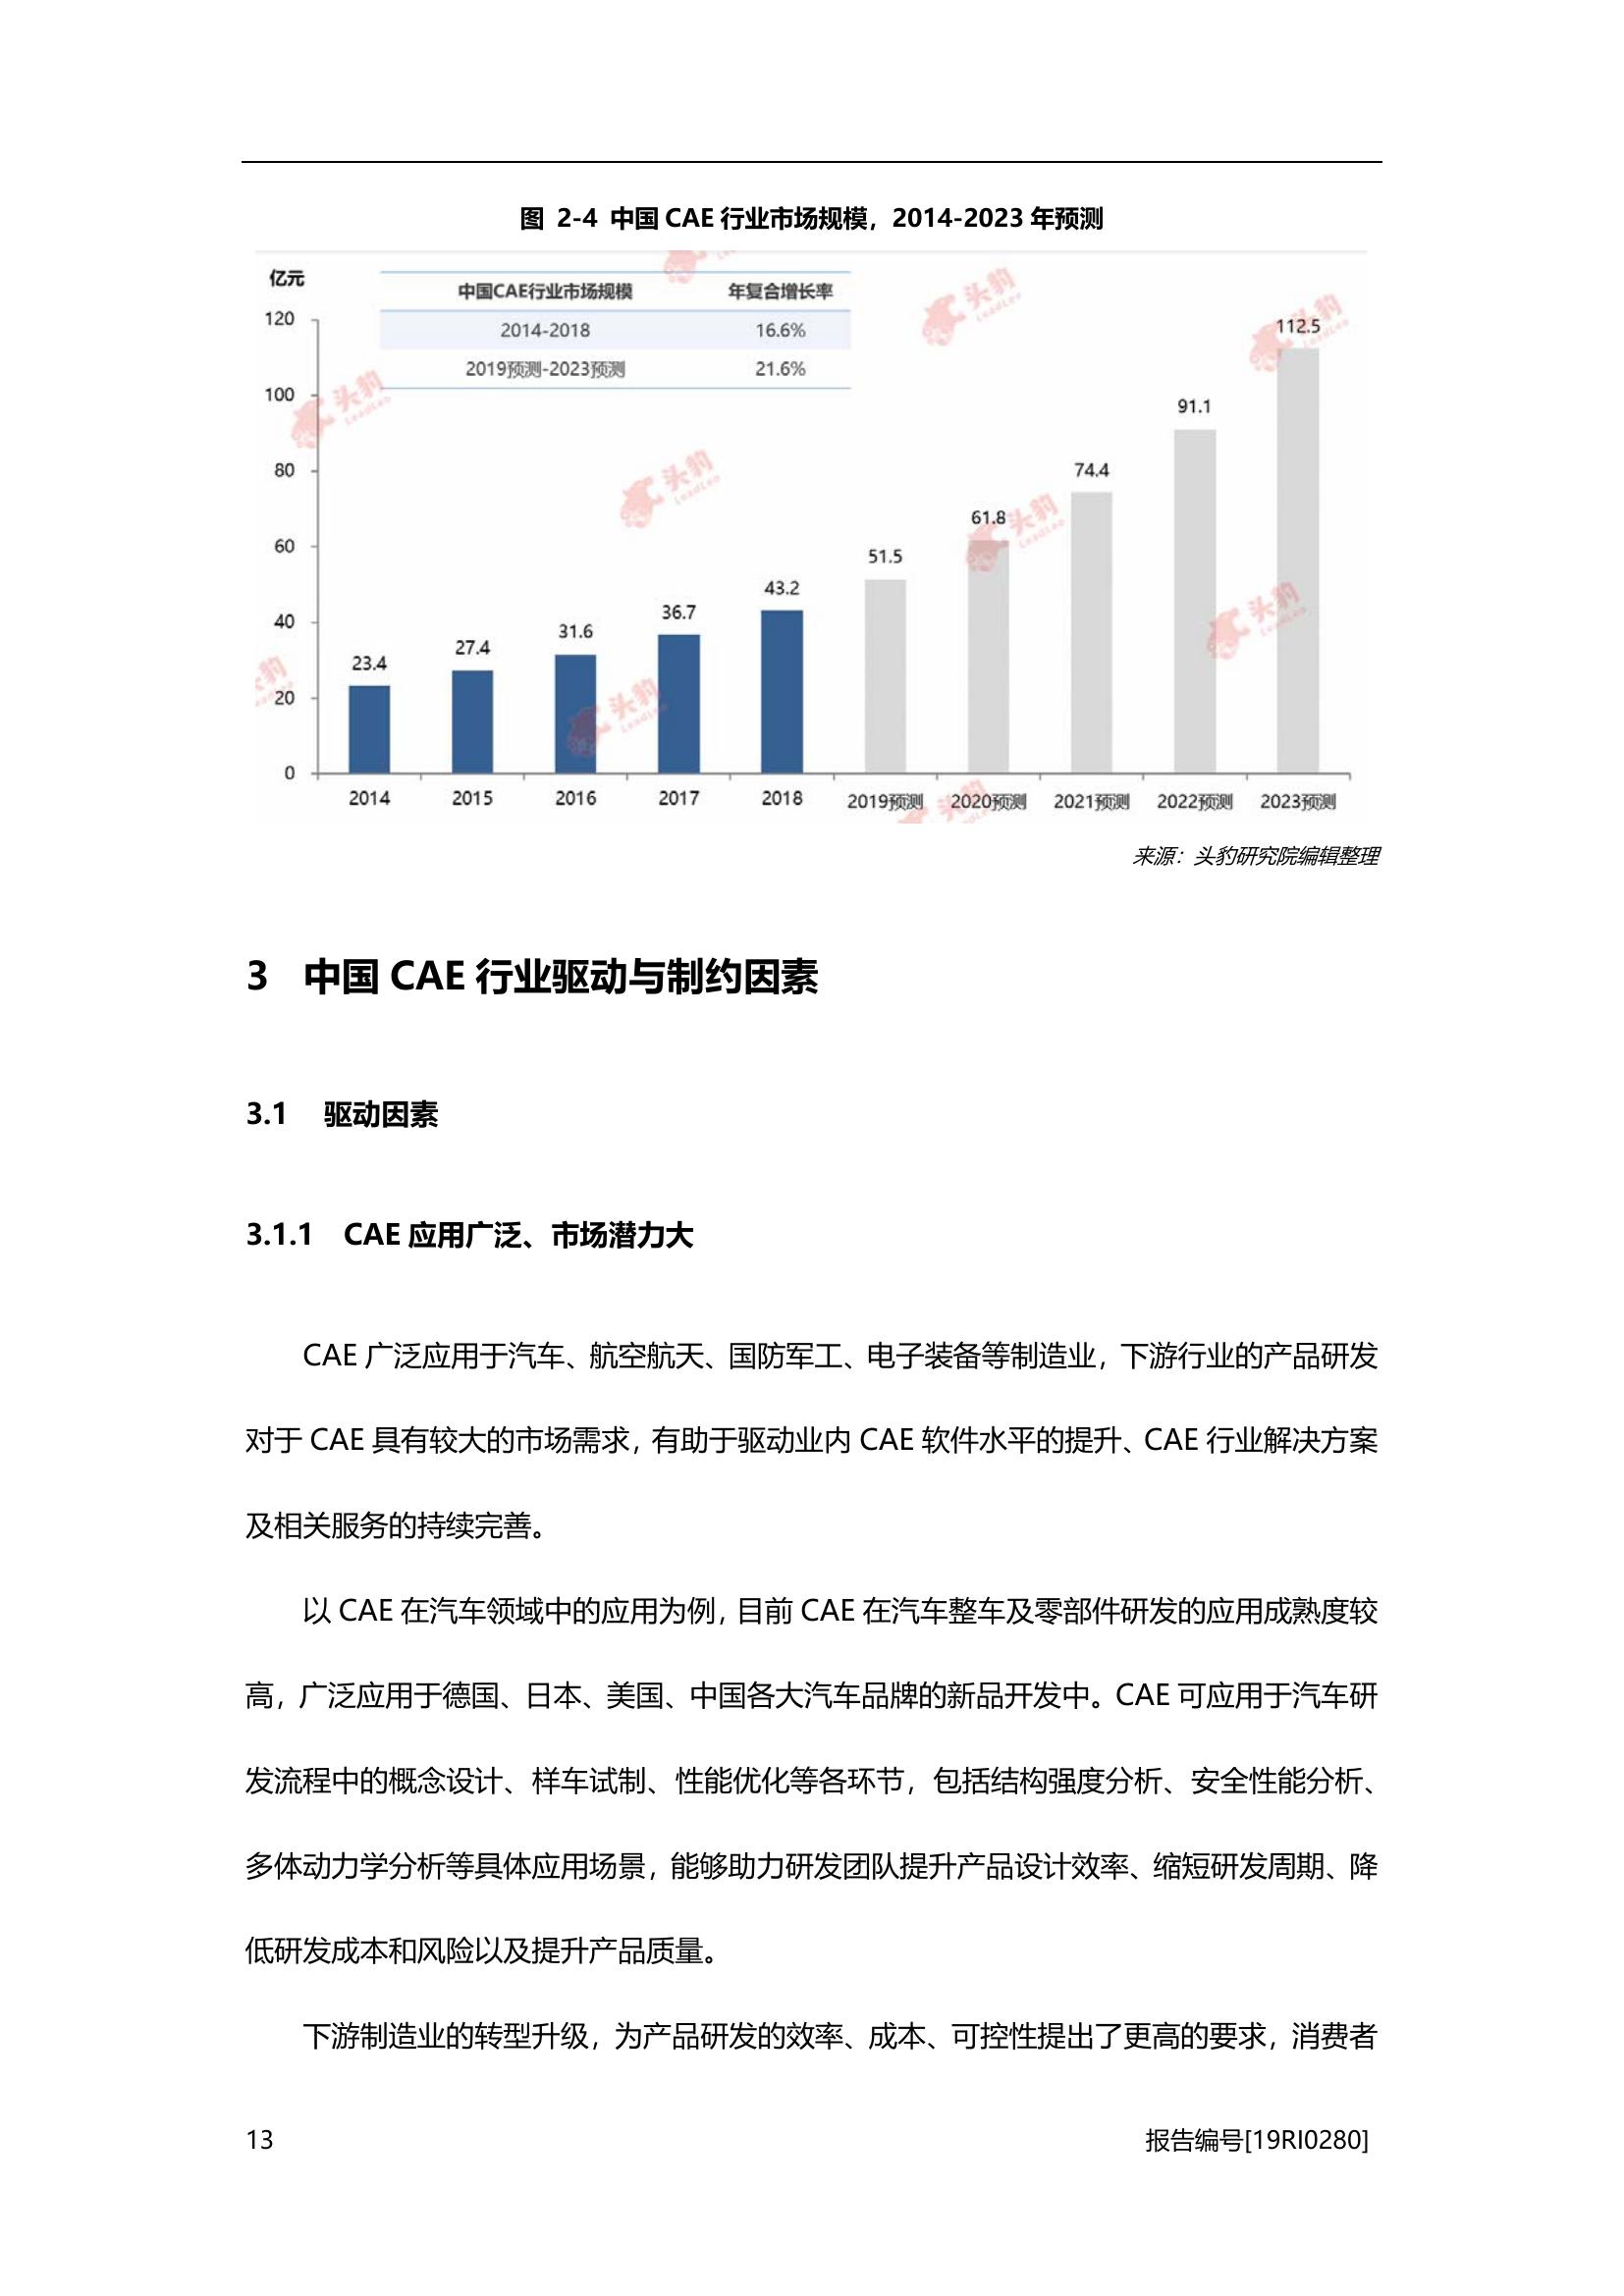 图 2-4 中国 CAE 行业市场规模，2014-2023 年预测
亿元
中国CAE行业市场规模 年复合增长率
2014-2018 16.6%
2019预测-2023预测 21.6%
120
100
80
60
40
20
0
23.4
27.4
31.6
36.7
43.2
51.5
61.8
74.4
91.1
112.5
2014 2015 2016 2017 2018 2019预测 2020预测 2021预测 2022预测 2023预测
头豹
LeadLeo
头豹
LeadLeo
头豹
LeadLeo
头豹
LeadLeo
头豹
LeadLeo
头豹
LeadLeo
头豹
LeadLeo
来源：头豹研究院编辑整理
3 中国 CAE 行业驱动与制约因素
3.1 驱动因素
3.1.1 CAE 应用广泛、市场潜力大
CAE 广泛应用于汽车、航空航天、国防军工、电子装备等制造业，下游行业的产品研发
对于 CAE 具有较大的市场需求，有助于驱动业内 CAE 软件水平的提升、CAE 行业解决方案
及相关服务的持续完善。
以 CAE 在汽车领域中的应用为例，目前 CAE 在汽车整车及零部件研发的应用成熟度较
高，广泛应用于德国、日本、美国、中国各大汽车品牌的新品开发中。CAE 可应用于汽车研
发流程中的概念设计、样车试制、性能优化等各环节，包括结构强度分析、安全性能分析、
多体动力学分析等具体应用场景，能够助力研发团队提升产品设计效率、缩短研发周期、降
低研发成本和风险以及提升产品质量。
下游制造业的转型升级，为产品研发的效率、成本、可控性提出了更高的要求，消费者
13 报告编号[19RI0280]